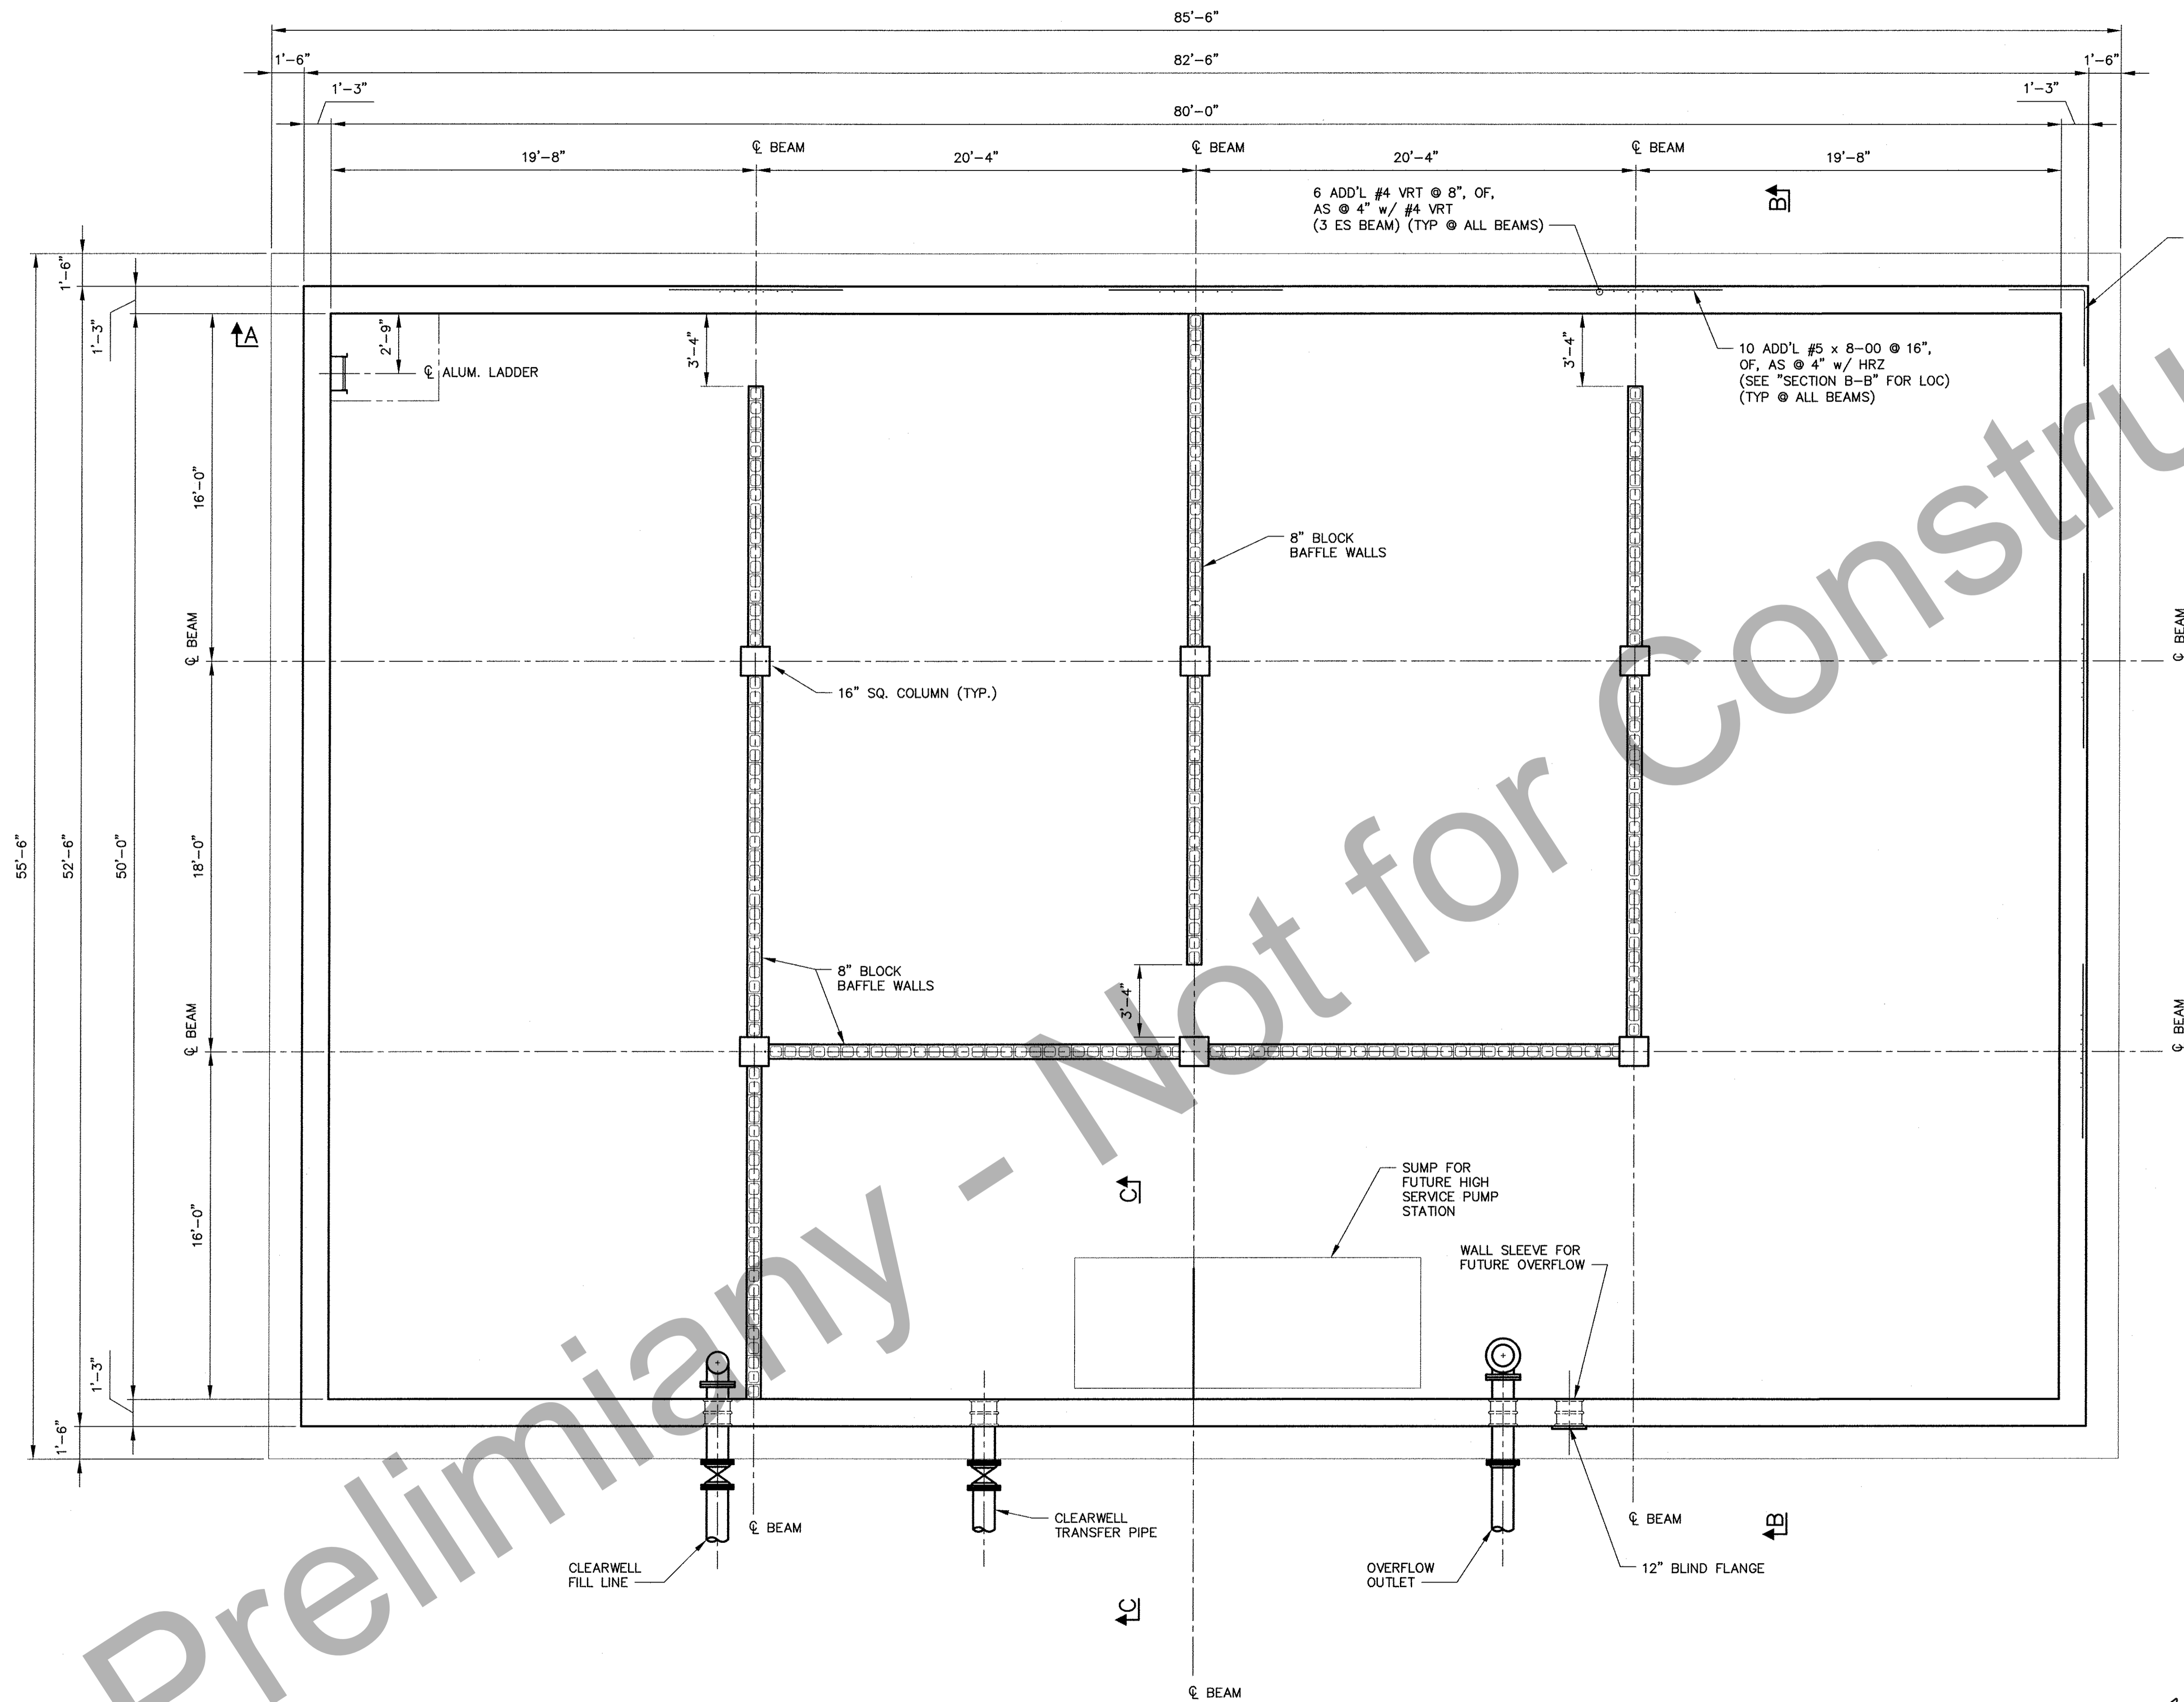 85'-6"
1'-6"
82'-6"
1'-6"
1'-3"
1'-3"
80'-0"
℄ BEAM
℄ BEAM
℄ BEAM
19'-8"
20'-4"
20'-4"
19'-8"
6 ADD'L #4 VRT @ 8", OF,
AS @ 4" w/ #4 VRT
(3 ES BEAM) (TYP @ ALL BEAMS)
B
1'-6"
1'-3"
A
2'-9"
℄ ALUM. LADDER
3'-4"
3'-4"
10 ADD'L #5 x 8-00 @ 16",
OF, AS @ 4" w/ HRZ
(SEE "SECTION B-B" FOR LOC)
(TYP @ ALL BEAMS)
16'-0"
8" BLOCK
BAFFLE WALLS
℄ BEAM
℄ BEAM
16" SQ. COLUMN (TYP.)
55'-6"
52'-6"
50'-0"
18'-0"
8" BLOCK
BAFFLE WALLS
3'-4"
℄ BEAM
℄ BEAM
C
SUMP FOR
FUTURE HIGH
SERVICE PUMP
STATION
16'-0"
WALL SLEEVE FOR
FUTURE OVERFLOW
1'-3"
1'-6"
℄ BEAM
CLEARWELL
TRANSFER PIPE
℄ BEAM
B
CLEARWELL
FILL LINE
OVERFLOW
OUTLET
12" BLIND FLANGE
C
℄ BEAM
Prelimiany - Not for Constru